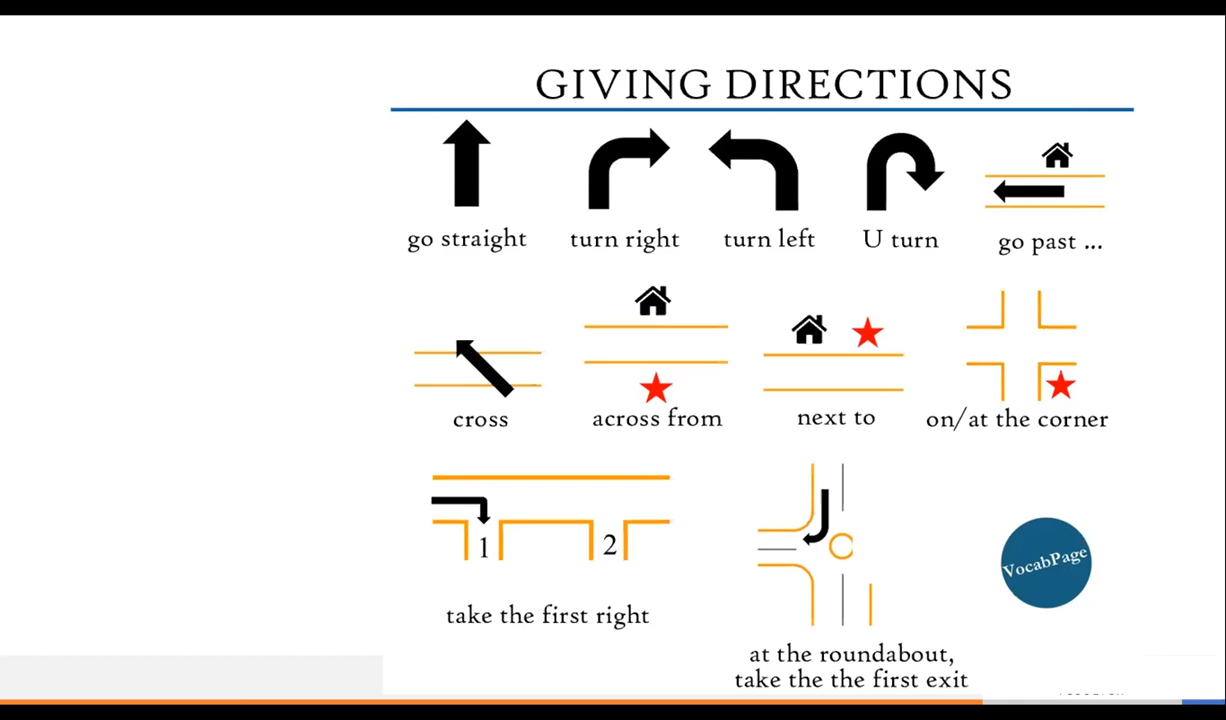 GIVING DIRECTIONS
go straight
turn right
turn left
U turn
go past ...
cross
across from
next to
on/at the corner
1
2
VocabPage
take the first right
at the roundabout,
take the the first exit